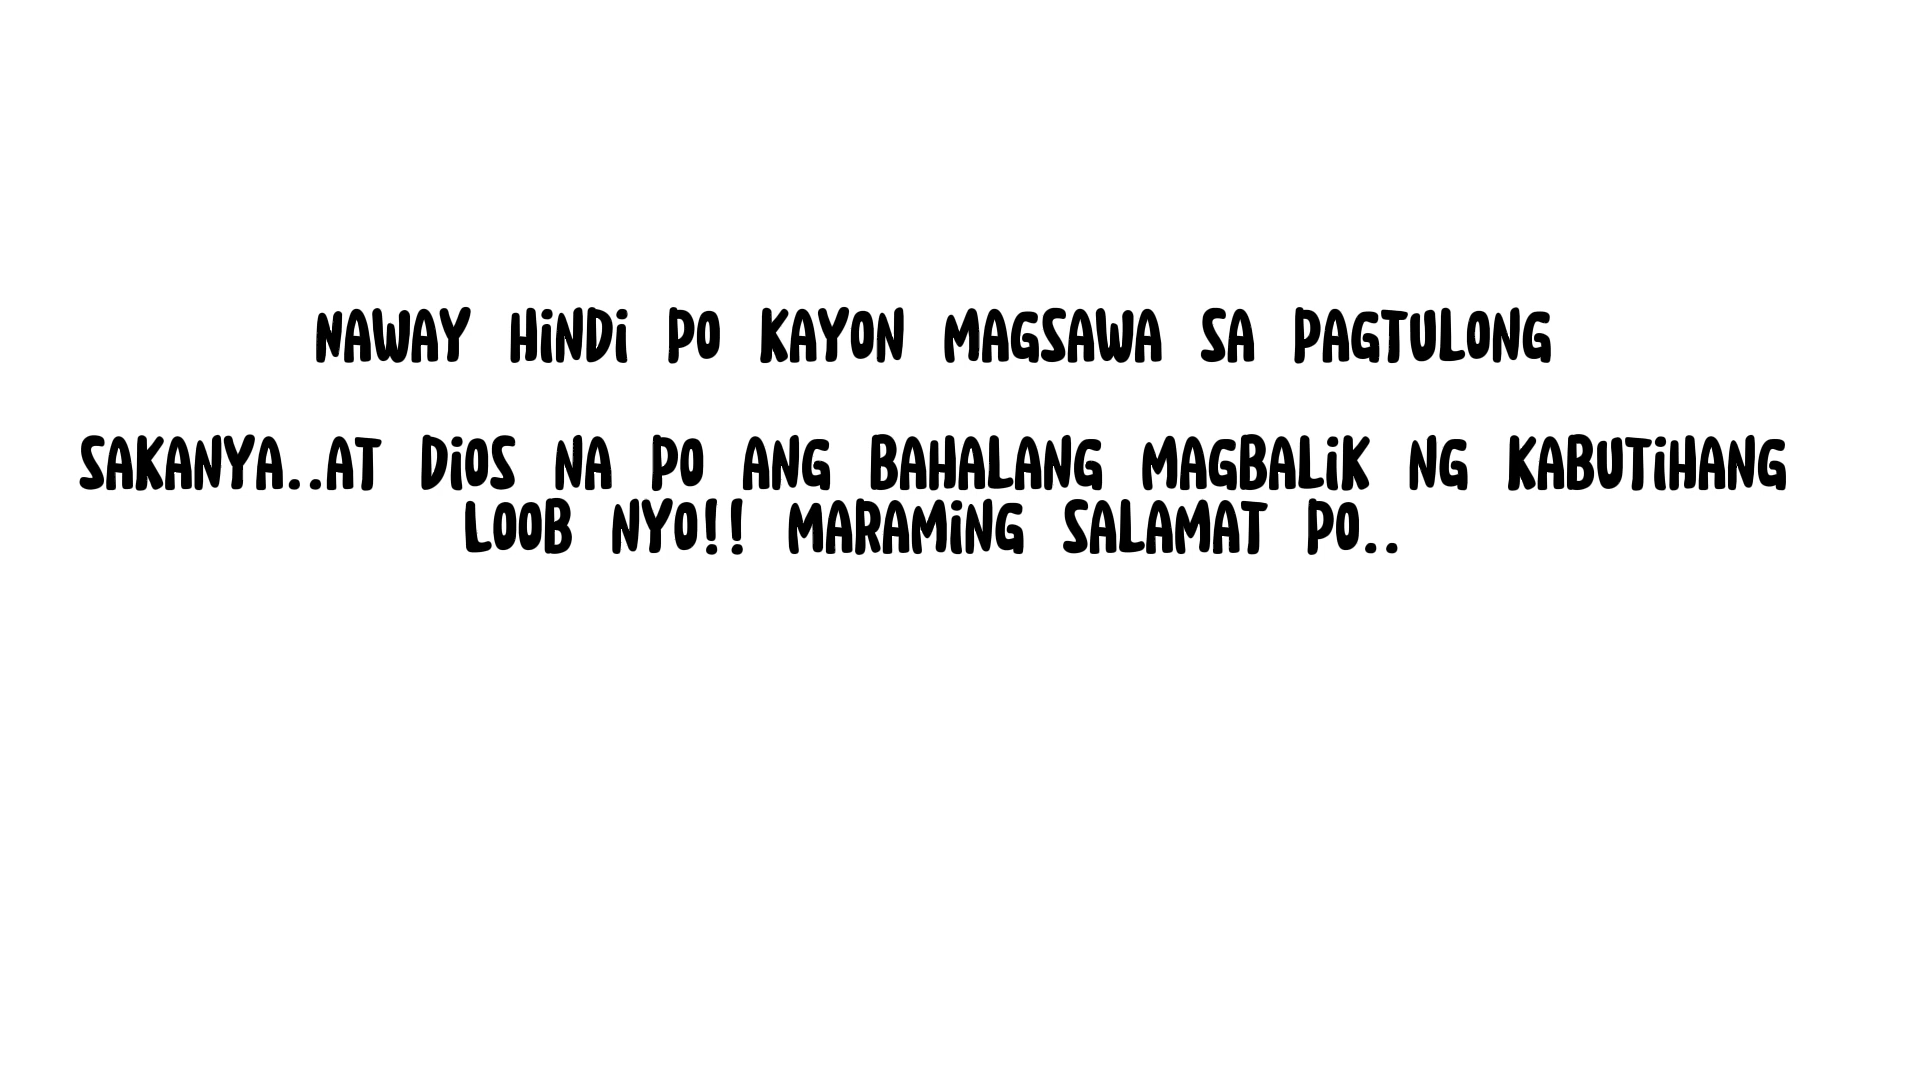 NAWAY HiNDi PO KAYON MAGSAWA SA PAGTULONG
SAKANYA..AT DiOS NA PO ANG BAHALANG MAGBALiK NG KABUTiHANG
LOOB NYO!! MARAMiNG SALAMAT PO..